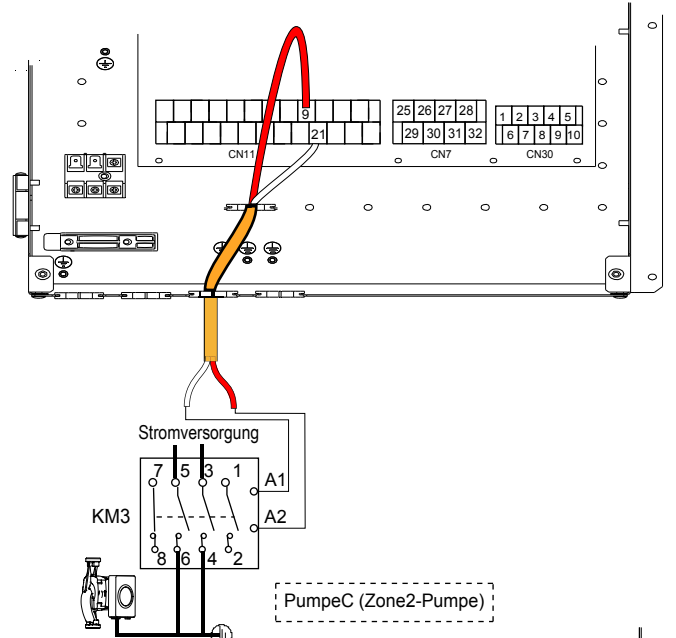 9
21
CN11
25 26 27 28
29 30 31 32
CN7
1 2 3 4 5
6 7 8 9 10
CN30
Stromversorgung
7 5 3 1
A1
KM3
A2
8 6 4 2
PumpeC (Zone2-Pumpe)